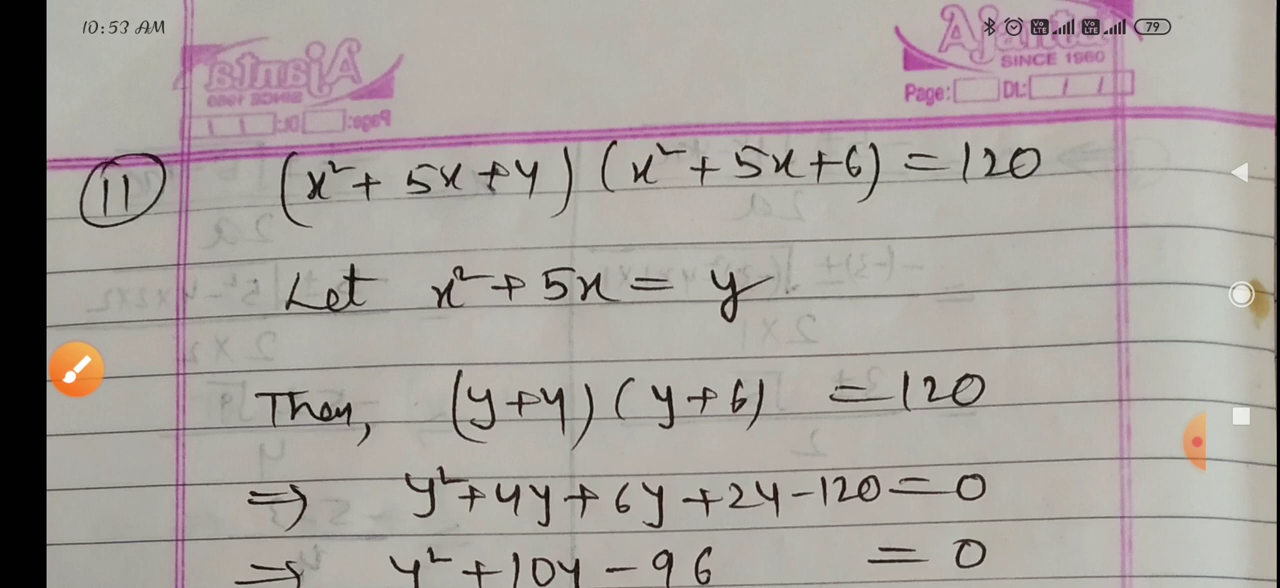 10:53 AM
79
Ajanta
SINCE 1960
Page: DL: / /
(11) (x² + 5x + 4) (x² + 5x + 6) = 120
Let x² + 5x = y
Then, (y + 4) (y + 6) = 120
⇒ y² + 4y + 6y + 24 - 120 = 0
⇒ y² + 10y - 96 = 0